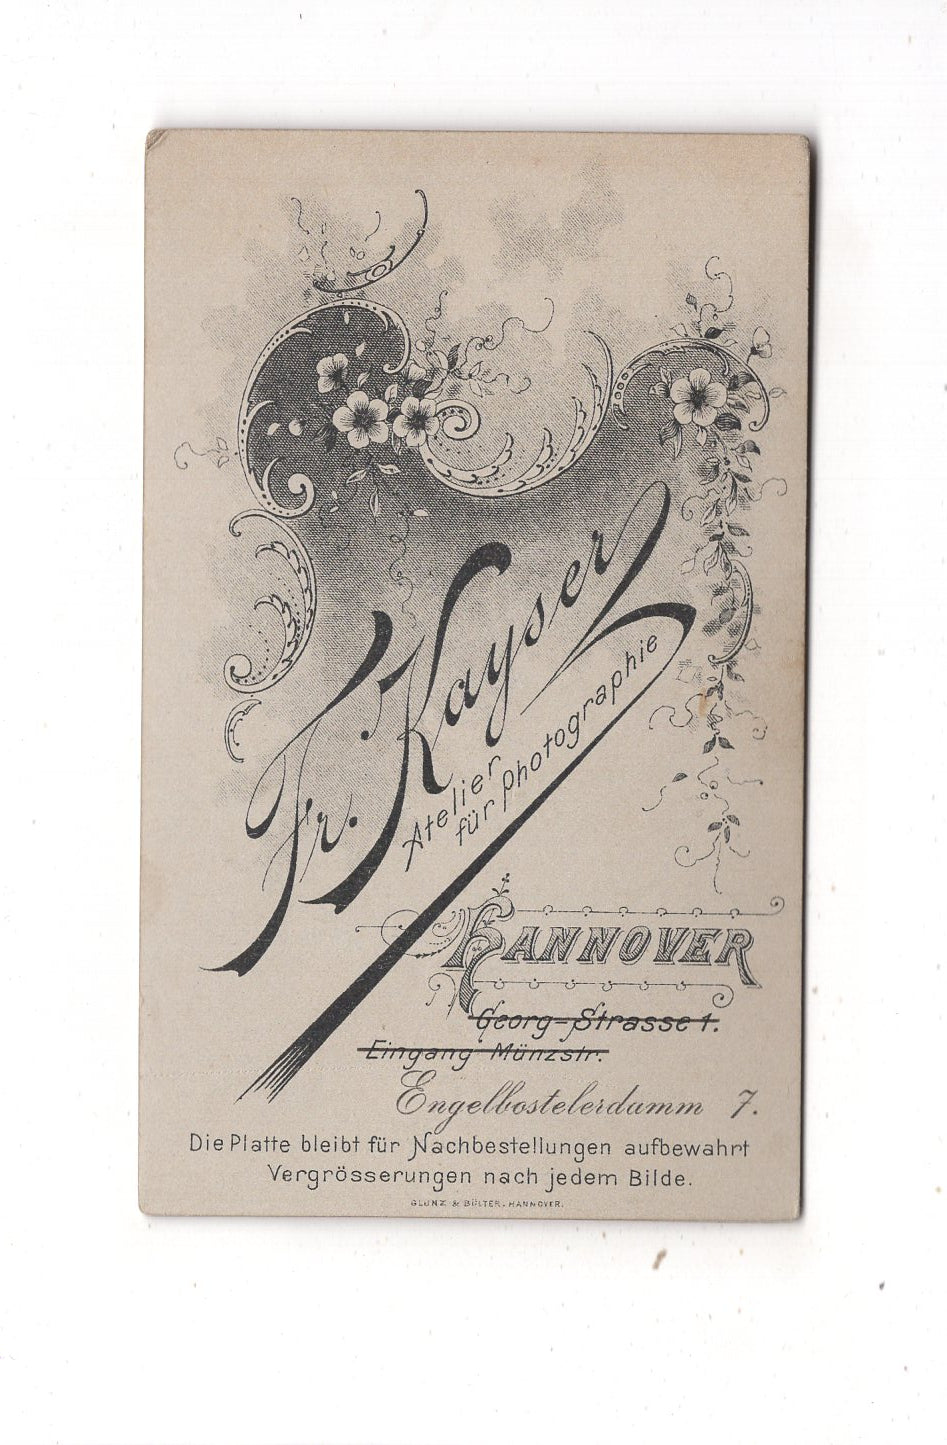 Fr. Kayser
Atelier
für Photographie
HANNOVER
Georg-Strasse 1.
Eingang Münzstr.
Engelbostelerdamm 7.
Die Platte bleibt für Nachbestellungen aufbewahrt
Vergrösserungen nach jedem Bilde.
GLUNZ & BÜLTER, HANNOVER.